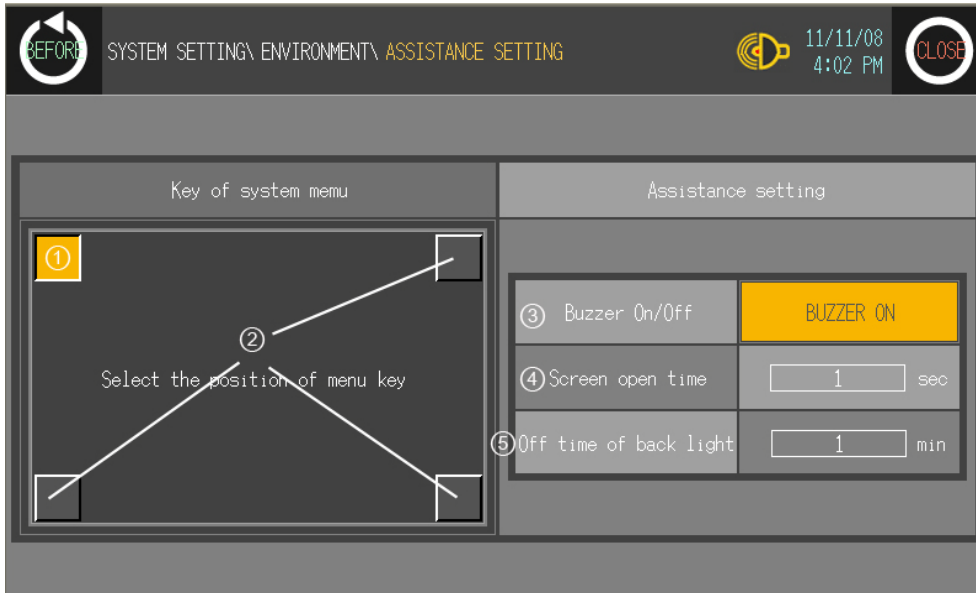 BEFORE
SYSTEM SETTING\ ENVIRONMENT\ ASSISTANCE SETTING
11/11/08
4:02 PM
CLOSE
Key of system memu
Assistance setting
①
②
Select the position of menu key
③ Buzzer On/Off
BUZZER ON
④ Screen open time
1 sec
⑤ Off time of back light
1 min